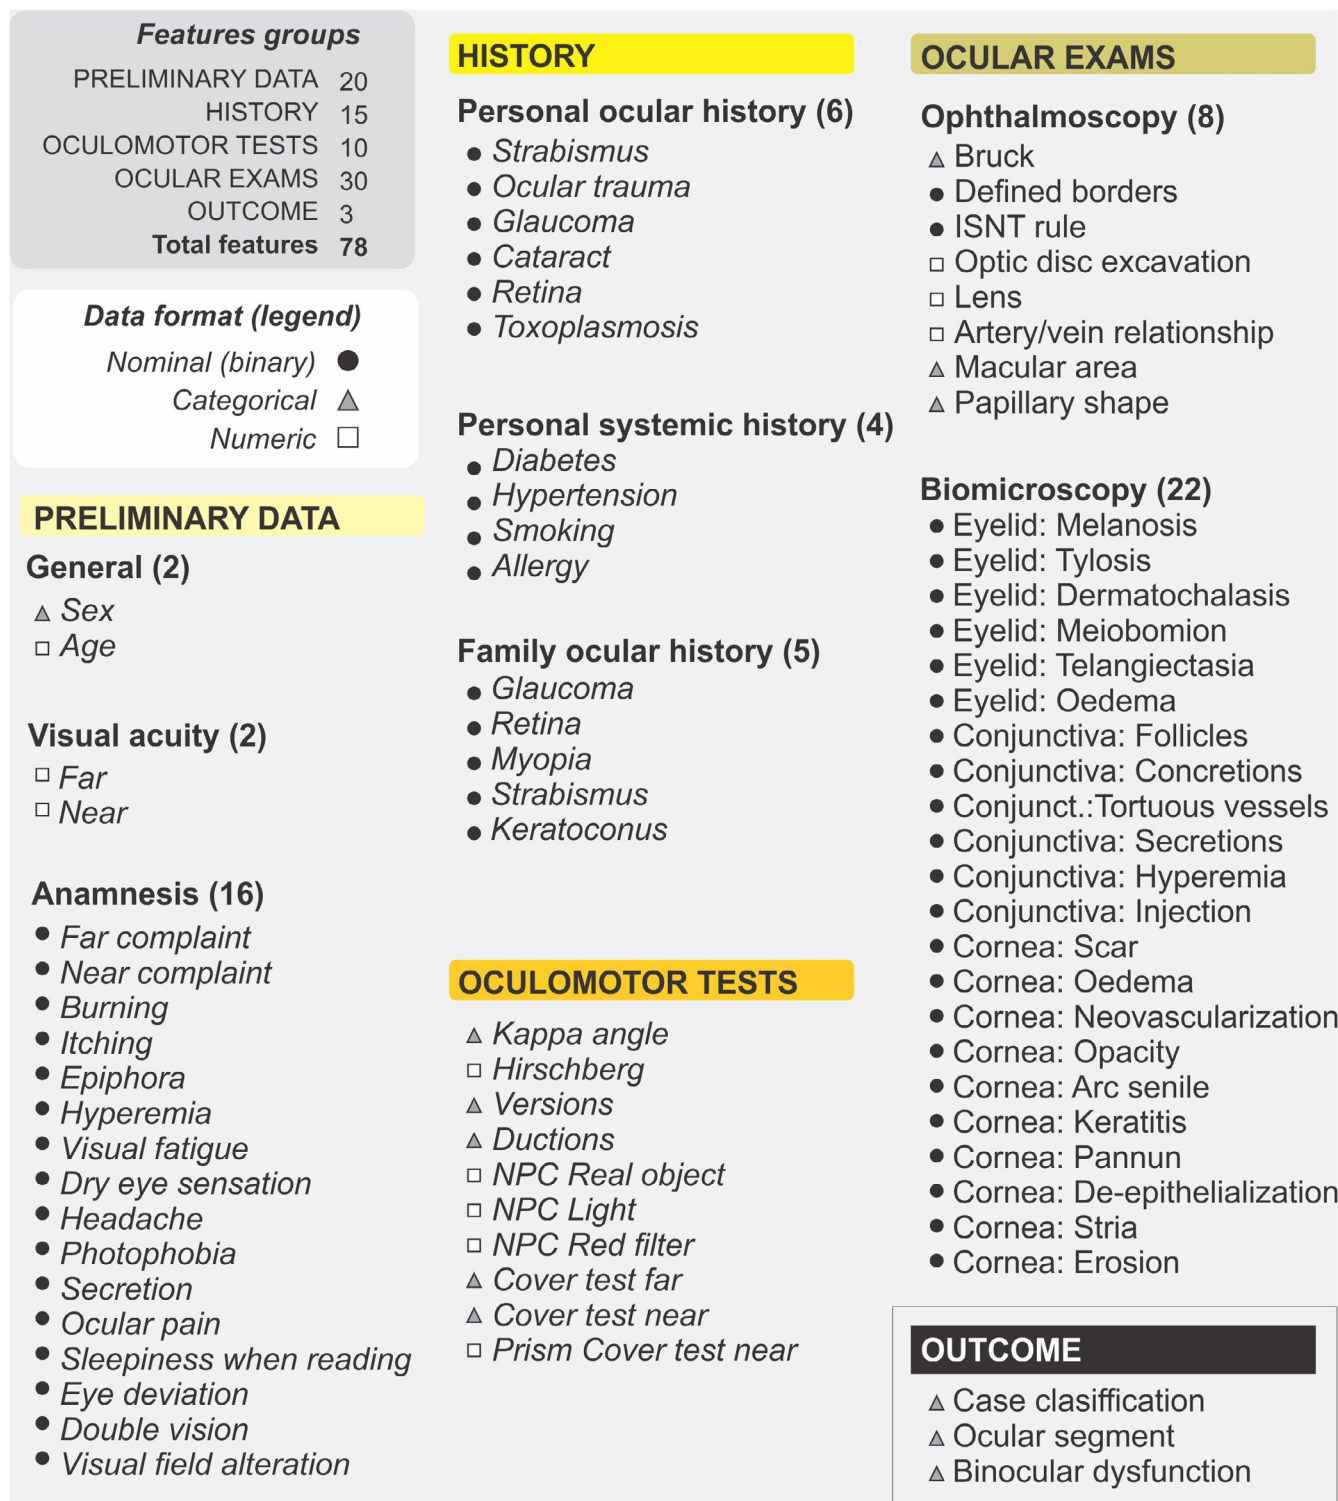 Features groups
PRELIMINARY DATA 20
HISTORY 15
OCULOMOTOR TESTS 10
OCULAR EXAMS 30
OUTCOME 3
Total features 78
Data format (legend)
Nominal (binary)
Categorical
Numeric
PRELIMINARY DATA
General (2)
Sex
Age
Visual acuity (2)
Far
Near
Anamnesis (16)
Far complaint
Near complaint
Burning
Itching
Epiphora
Hyperemia
Visual fatigue
Dry eye sensation
Headache
Photophobia
Secretion
Ocular pain
Sleepiness when reading
Eye deviation
Double vision
Visual field alteration
HISTORY
Personal ocular history (6)
Strabismus
Ocular trauma
Glaucoma
Cataract
Retina
Toxoplasmosis
Personal systemic history (4)
Diabetes
Hypertension
Smoking
Allergy
Family ocular history (5)
Glaucoma
Retina
Myopia
Strabismus
Keratoconus
OCULOMOTOR TESTS
Kappa angle
Hirschberg
Versions
Ductions
NPC Real object
NPC Light
NPC Red filter
Cover test far
Cover test near
Prism Cover test near
OCULAR EXAMS
Ophthalmoscopy (8)
Bruck
Defined borders
ISNT rule
Optic disc excavation
Lens
Artery/vein relationship
Macular area
Papillary shape
Biomicroscopy (22)
Eyelid: Melanosis
Eyelid: Tylosis
Eyelid: Dermatochalasis
Eyelid: Meiobomion
Eyelid: Telangiectasia
Eyelid: Oedema
Conjunctiva: Follicles
Conjunctiva: Concretions
Conjunct.:Tortuous vessels
Conjunctiva: Secretions
Conjunctiva: Hyperemia
Conjunctiva: Injection
Cornea: Scar
Cornea: Oedema
Cornea: Neovascularization
Cornea: Opacity
Cornea: Arc senile
Cornea: Keratitis
Cornea: Pannun
Cornea: De-epithelialization
Cornea: Stria
Cornea: Erosion
OUTCOME
Case clasiffication
Ocular segment
Binocular dysfunction